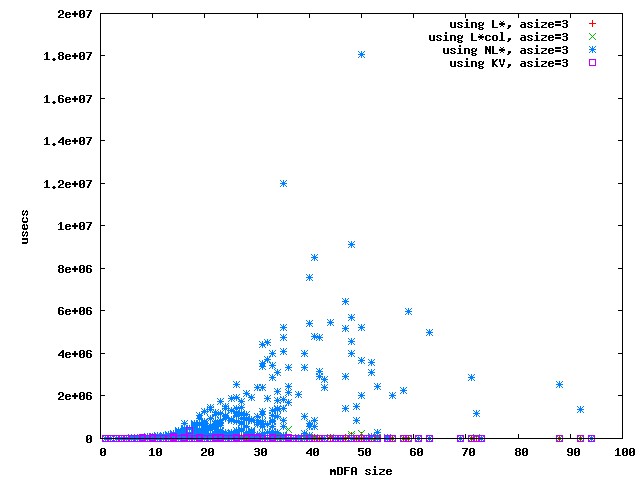 using L*, asize=3
using L*col, asize=3
using NL*, asize=3
using KV, asize=3
2e+07
1.8e+07
1.6e+07
1.4e+07
1.2e+07
1e+07
8e+06
6e+06
4e+06
2e+06
0
usecs
0 10 20 30 40 50 60 70 80 90 100
mDFA size